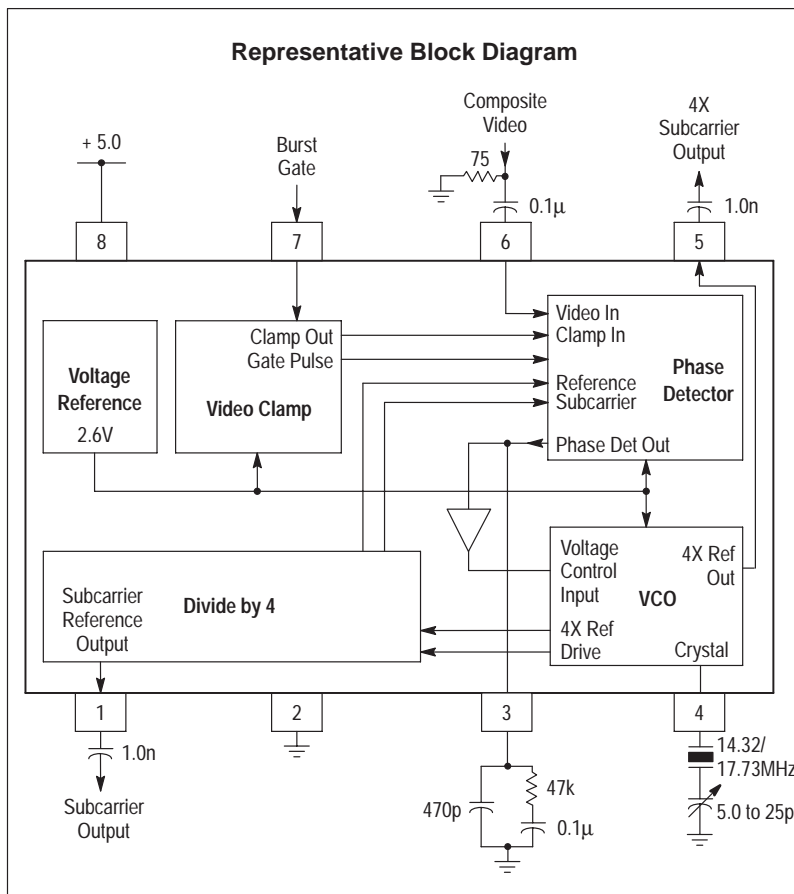 Representative Block Diagram
Composite
Video
4X
Subcarrier
Output
+ 5.0
Burst
Gate
75
0.1µ
1.0n
8
7
6
5
Voltage
Reference
2.6V
Clamp Out
Gate Pulse
Video Clamp
Video In
Clamp In
Phase
Detector
Reference
Subcarrier
Phase Det Out
Subcarrier
Reference
Output
Divide by 4
Voltage
Control
Input
4X Ref
Out
VCO
4X Ref
Drive
Crystal
1
2
3
4
1.0n
Subcarrier
Output
470p
47k
0.1µ
14.32/
17.73MHz
5.0 to 25p